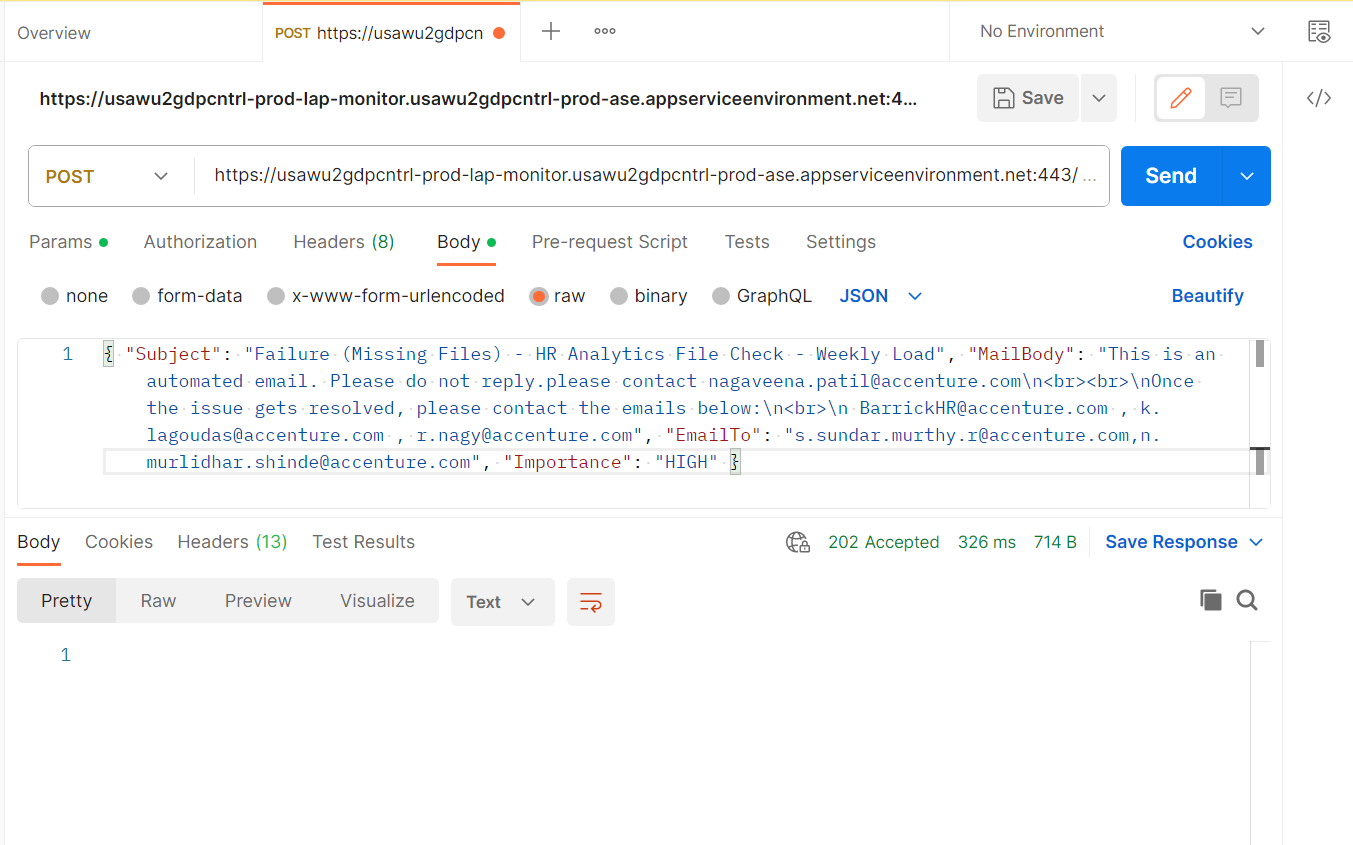 Overview
POST https://usawu2gdpcn
No Environment
https://usawu2gdpcntrl-prod-lap-monitor.usawu2gdpcntrl-prod-ase.appserviceenvironment.net:4...
Save
POST
https://usawu2gdpcntrl-prod-lap-monitor.usawu2gdpcntrl-prod-ase.appserviceenvironment.net:443/ ...
Send
Params Authorization Headers (8) Body Pre-request Script Tests Settings Cookies
none form-data x-www-form-urlencoded raw binary GraphQL JSON Beautify
1 { "Subject": "Failure (Missing Files) - HR Analytics File Check - Weekly Load", "MailBody": "This is an
automated email. Please do not reply.please contact nagaveena.patil@accenture.com\n<br><br>\nOnce
the issue gets resolved, please contact the emails below:\n<br>\n BarrickHR@accenture.com , k.
lagoudas@accenture.com , r.nagy@accenture.com", "EmailTo": "s.sundar.murthy.r@accenture.com,n.
murlidhar.shinde@accenture.com", "Importance": "HIGH" }
Body Cookies Headers (13) Test Results 202 Accepted 326 ms 714 B Save Response
Pretty Raw Preview Visualize Text
1